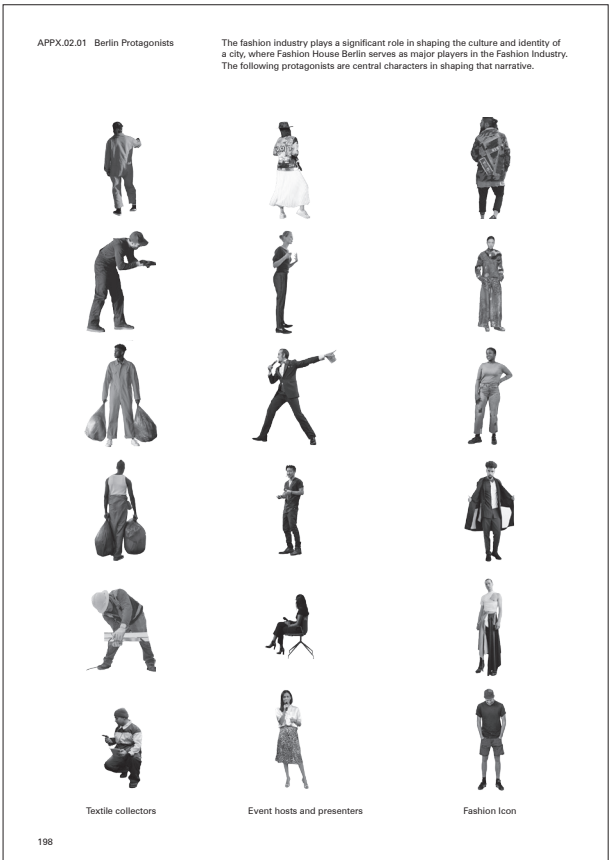 APPX.02.01 Berlin Protagonists
The fashion industry plays a significant role in shaping the culture and identity of
a city, where Fashion House Berlin serves as major players in the Fashion Industry.
The following protagonists are central characters in shaping that narrative.
Textile collectors
Event hosts and presenters
Fashion Icon
198